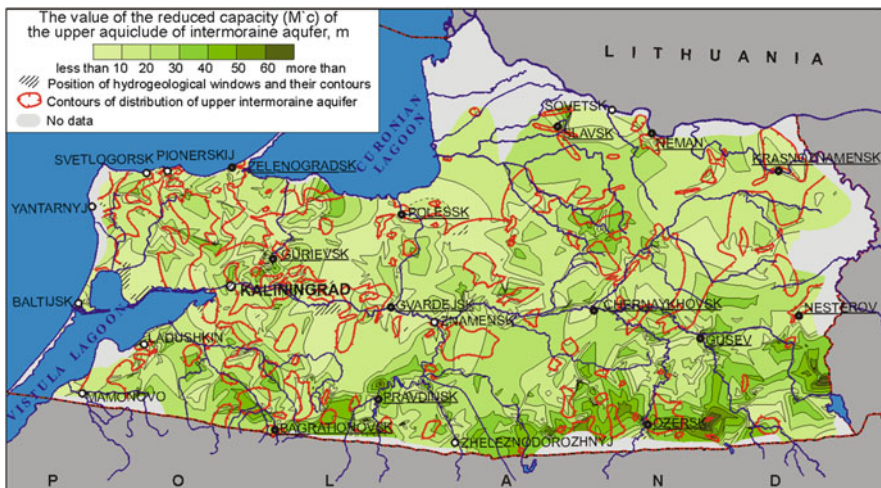 The value of the reduced capacity (M`c) of
the upper aquiclude of intermoraine aqufer, m
less than 10 20 30 40 50 60 more than
Position of hydrogeological windows and their contours
Contours of distribution of upper intermoraine aquifer
No data
LITHUANIA
CURONIAN
LAGOON
SOVETSK
SLAVSK
NEMAN
KRASNOZNAMENSK
SVETLOGORSK
PIONERSKIJ
ZELENOGRADSK
YANTARNYJ
POLESSK
GURIEVSK
KALININGRAD
BALTIJSK
GVARDEJSK
CHERNAYKHOVSK
NESTEROV
ZNAMENSK
VISTULA LAGOON
LADUSHKIN
GUSEV
MAMONOVO
PRAVDINSK
BAGRATIONOVSK
OZERSK
ZHELEZNODOROZHNYJ
POLAND